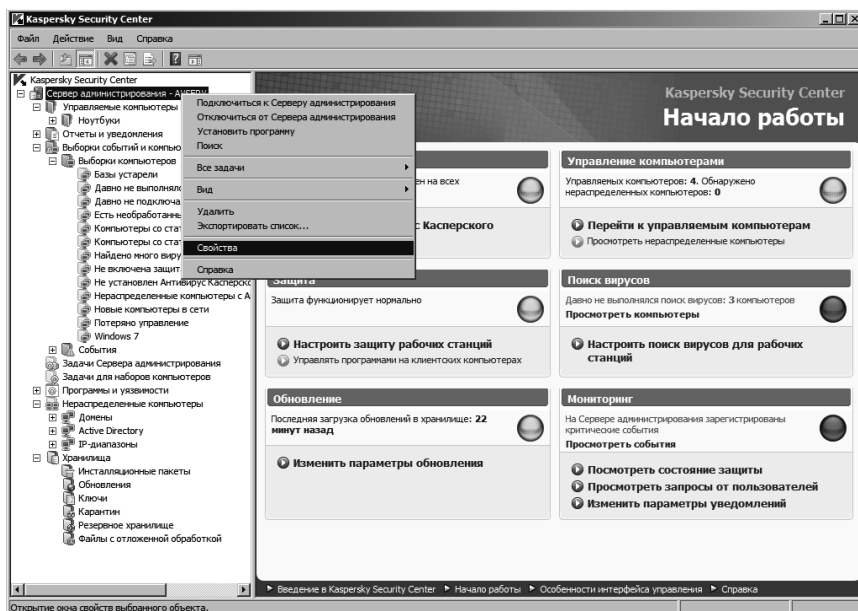 Kaspersky Security Center
Файл Действие Вид Справка
Kaspersky Security Center
Сервер администрирования -
Управляемые компьютеры
Ноутбуки
Отчеты и уведомления
Выборки событий и компью
Выборки компьютеров
Базы устарели
Давно не выполнялс
Давно не подключа
Есть необработанны
Компьютеры со стат
Компьютеры со стат
Найдено много виру
Не включена защит
Не установлен Антивирус Касперско
Нераспределенные компьютеры с А
Новые компьютеры в сети
Потеряно управление
Windows 7
События
Задачи Сервера администрирования
Задачи для наборов компьютеров
Программы и уязвимости
Нераспределенные компьютеры
Домены
Active Directory
IP-диапазоны
Хранилища
Инсталляционные пакеты
Обновления
Ключи
Карантин
Резервное хранилище
Файлы с отложенной обработкой
Подключиться к Серверу администрирования
Отключиться от Сервера администрирования
Установить программу
Поиск
Все задачи
Вид
Удалить
Экспортировать список...
Свойства
Справка
Kaspersky Security Center
Начало работы
ен на всех
с Касперского
Управление компьютерами
Управляемых компьютеров: 4. Обнаружено
нераспределенных компьютеров: 0
Перейти к управляемым компьютерам
Просмотреть нераспределенные компьютеры
Защита
Защита функционирует нормально
Настроить защиту рабочих станций
Управлять программами на клиентских компьютерах
Поиск вирусов
Давно не выполнялся поиск вирусов: 3 компьютеров
Просмотреть компьютеры
Настроить поиск вирусов для рабочих
станций
Обновление
Последняя загрузка обновлений в хранилище: 22
минут назад
Изменить параметры обновления
Мониторинг
На Сервере администрирования зарегистрированы
критические события
Просмотреть события
Посмотреть состояние защиты
Просмотреть запросы от пользователей
Изменить параметры уведомлений
Введение в Kaspersky Security Center Начало работы Особенности интерфейса управления Справка
Открытие окна свойств выбранного объекта.